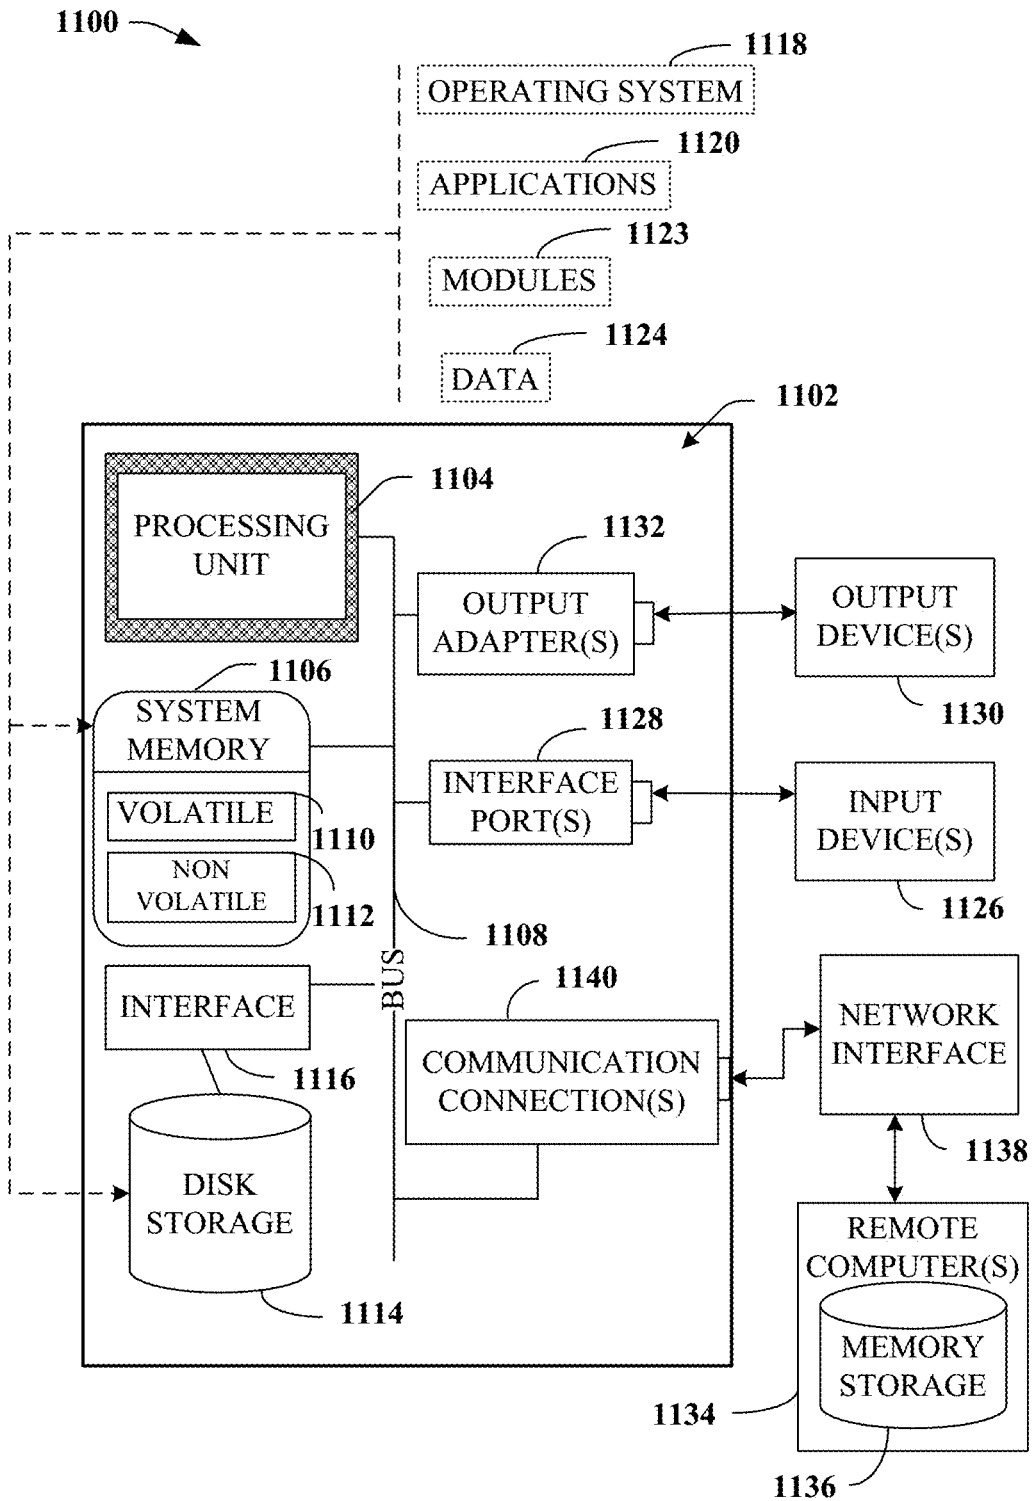 1100
1118
OPERATING SYSTEM
1120
APPLICATIONS
1123
MODULES
1124
DATA
1102
1104
PROCESSING
UNIT
1132
OUTPUT
ADAPTER(S)
OUTPUT
DEVICE(S)
1130
1106
SYSTEM
MEMORY
VOLATILE
1110
NON
VOLATILE
1112
1128
INTERFACE
PORT(S)
INPUT
DEVICE(S)
1126
1108
BUS
INTERFACE
1116
1140
COMMUNICATION
CONNECTION(S)
NETWORK
INTERFACE
1138
DISK
STORAGE
1114
REMOTE
COMPUTER(S)
MEMORY
STORAGE
1134
1136